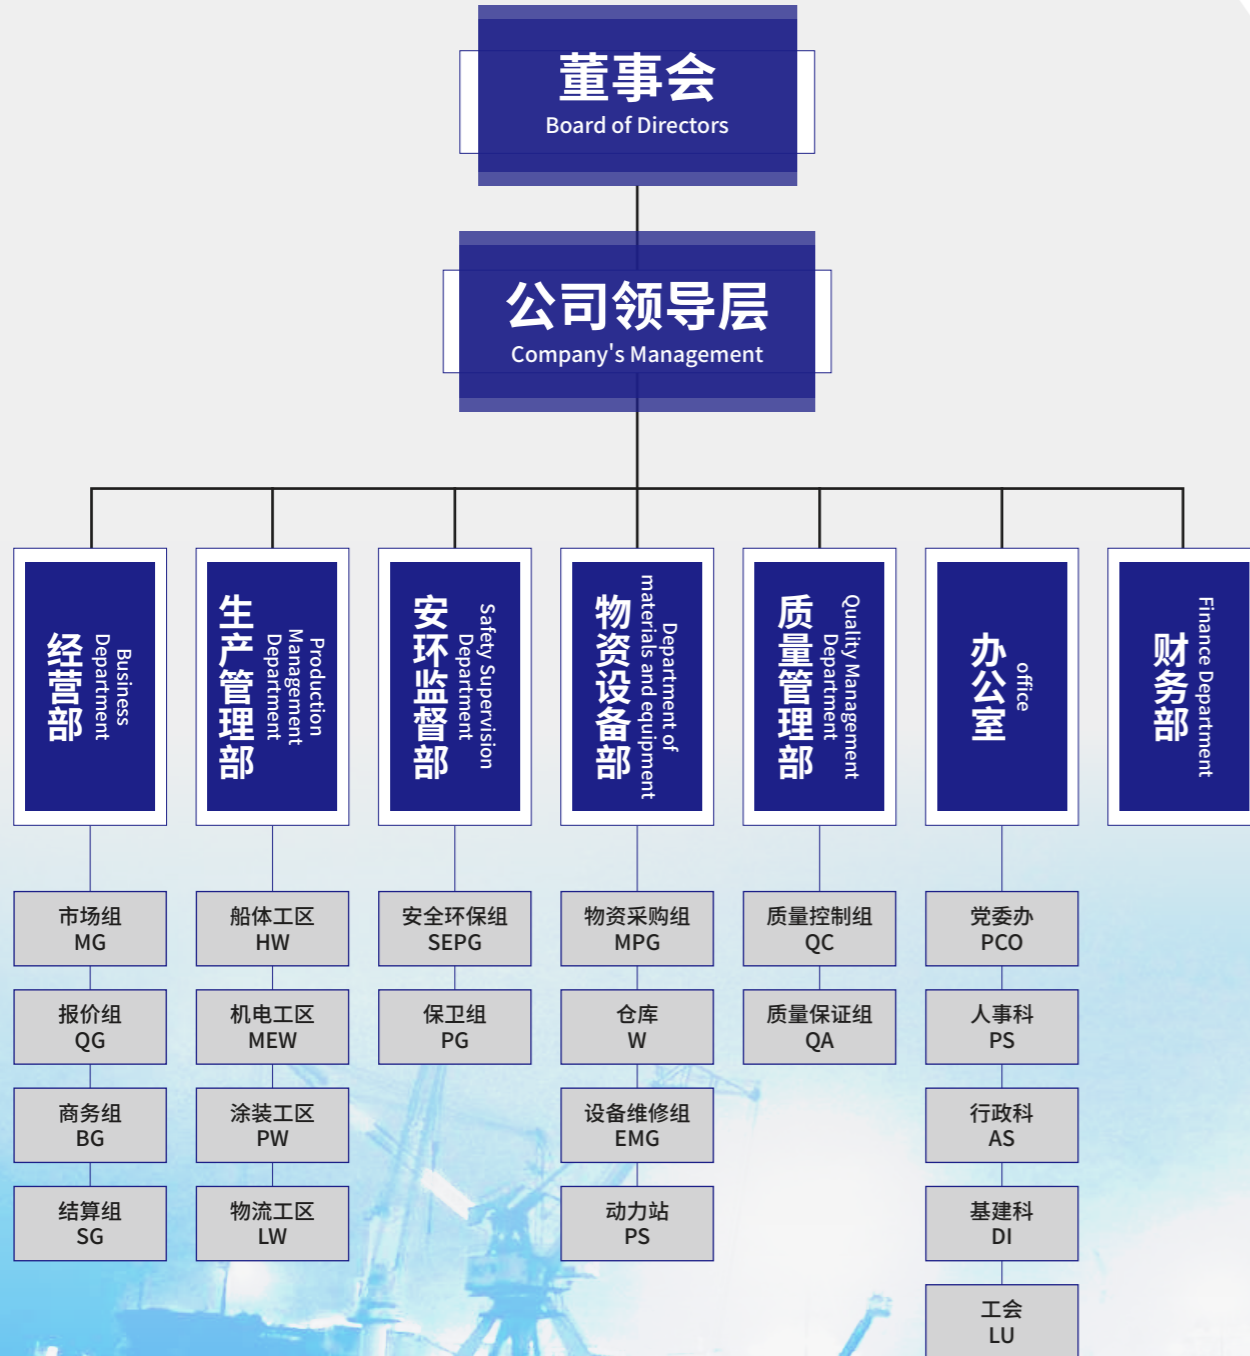 董事会
Board of Directors
公司领导层
Company's Management
经营部
Business
Department
生产管理部
Production
Management
Department
安环监督部
Safety Supervision
Department
物资设备部
Department of
materials and equipment
质量管理部
Quality Management
Department
办公室
office
财务部
Finance Department
市场组
MG
报价组
QG
商务组
BG
结算组
SG
船体工区
HW
机电工区
MEW
涂装工区
PW
物流工区
LW
安全环保组
SEPG
保卫组
PG
物资采购组
MPG
仓库
W
设备维修组
EMG
动力站
PS
质量控制组
QC
质量保证组
QA
党委办
PCO
人事科
PS
行政科
AS
基建科
DI
工会
LU